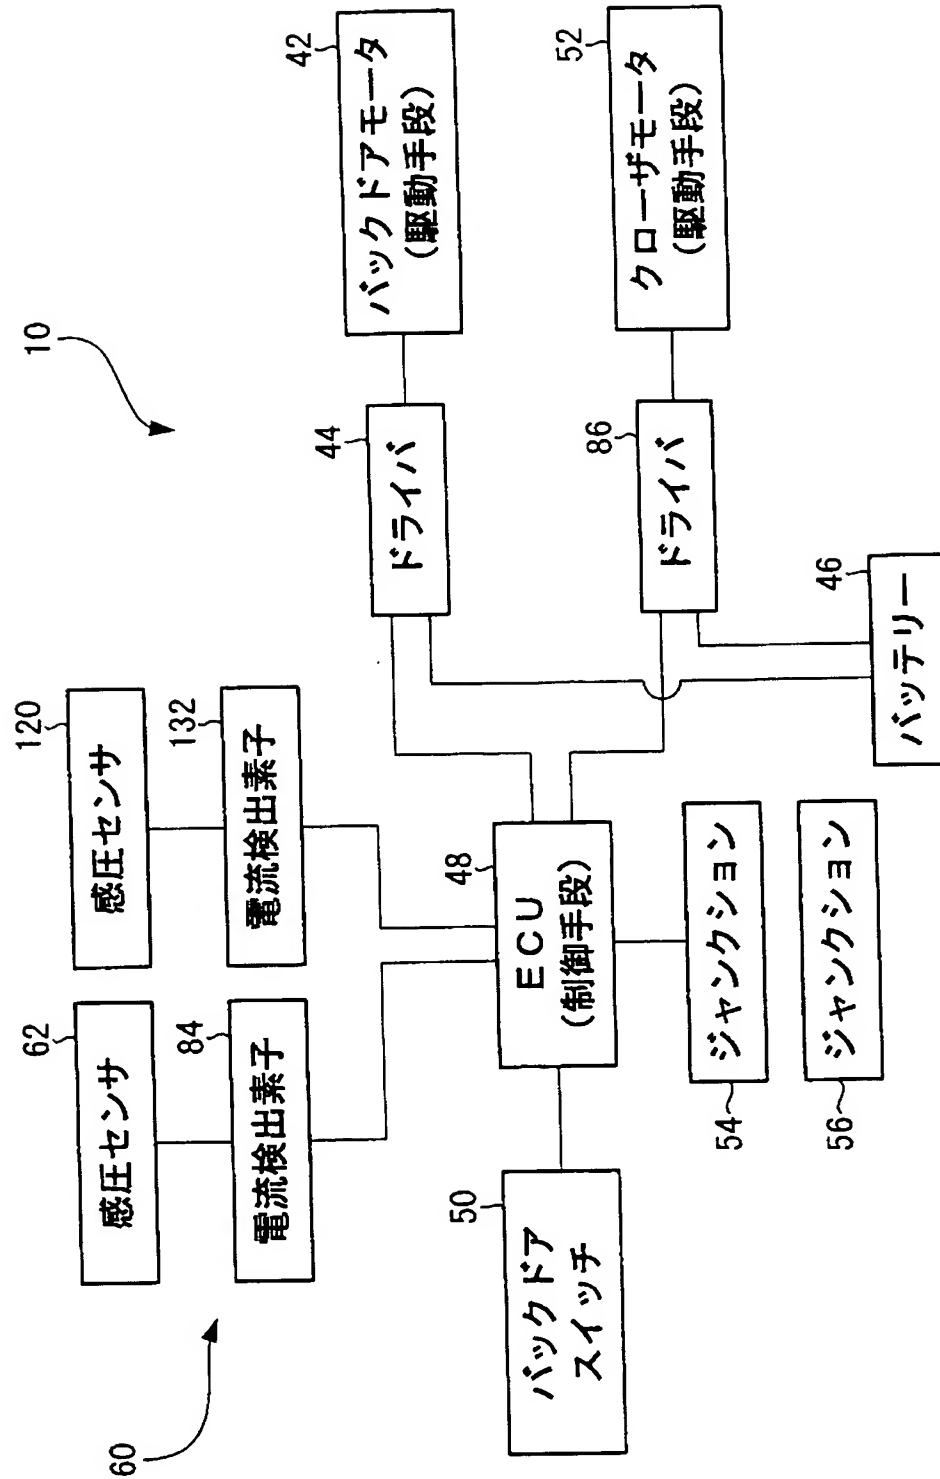 10
60
62
感圧センサ
84
電流検出素子
120
感圧センサ
132
電流検出素子
50
バックドア
スイッチ
48
ECU
(制御手段)
54
ジャンクション
56
ジャンクション
44
ドライバ
42
バックドアモータ
(駆動手段)
86
ドライバ
52
クローザモータ
(駆動手段)
46
バッテリー